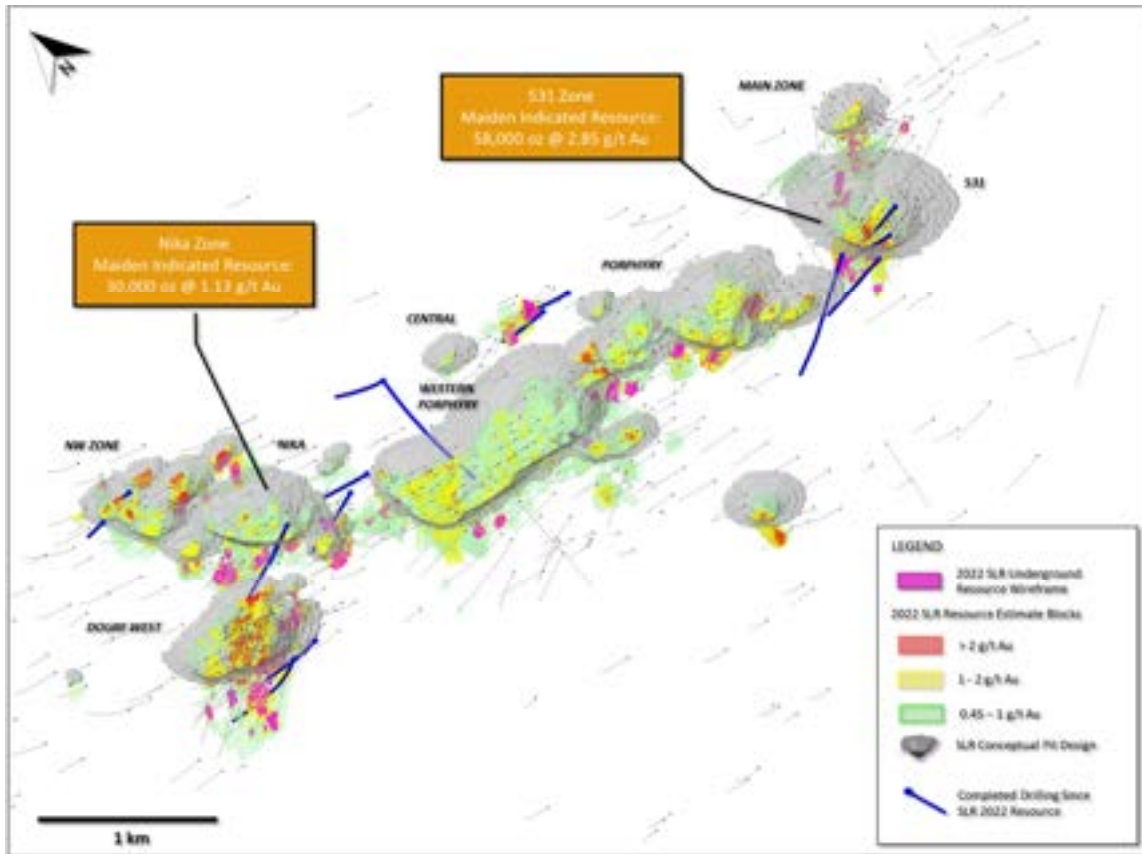 N
MAIN ZONE
S31 Zone
Maiden Indicated Resource:
58,000 oz @ 2.85 g/t Au
S31
Nika Zone
Maiden Indicated Resource:
30,000 oz @ 1.13 g/t Au
PORPHYRY
CENTRAL
WESTERN
PORPHYRY
NW ZONE
NIKA
DOUAY WEST
LEGEND
2022 SLR Underground
Resource Wireframe
2022 SLR Resource Estimate Blocks
> 2 g/t Au
1 - 2 g/t Au
0.45 – 1 g/t Au
SLR Conceptual Pit Design
Completed Drilling Since
SLR 2022 Resource
1 km